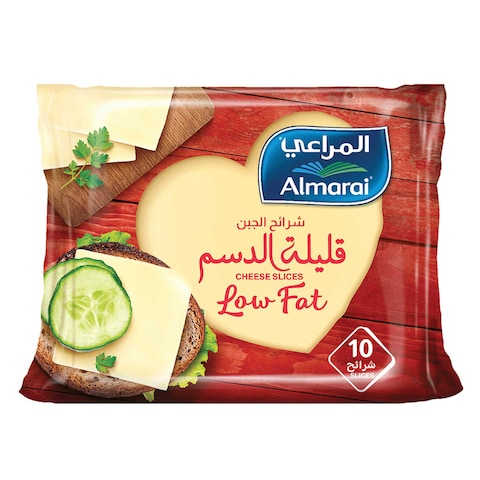 المراعي
Almarai
شرائح الجبن
قليلة الدسم
CHEESE SLICES
Low Fat
10
شرائح
SLICES